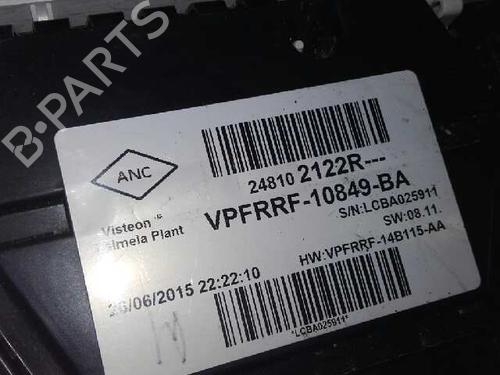 B-PARTS
ANC
24810 2122R---
VPFRRF-10849-BA
S/N:LCBA025911
SW:08.11.
HW:VPFRRF-14B115-AA
Visteon
Plant
26/06/2015 22:22:10
*LCBA025911*